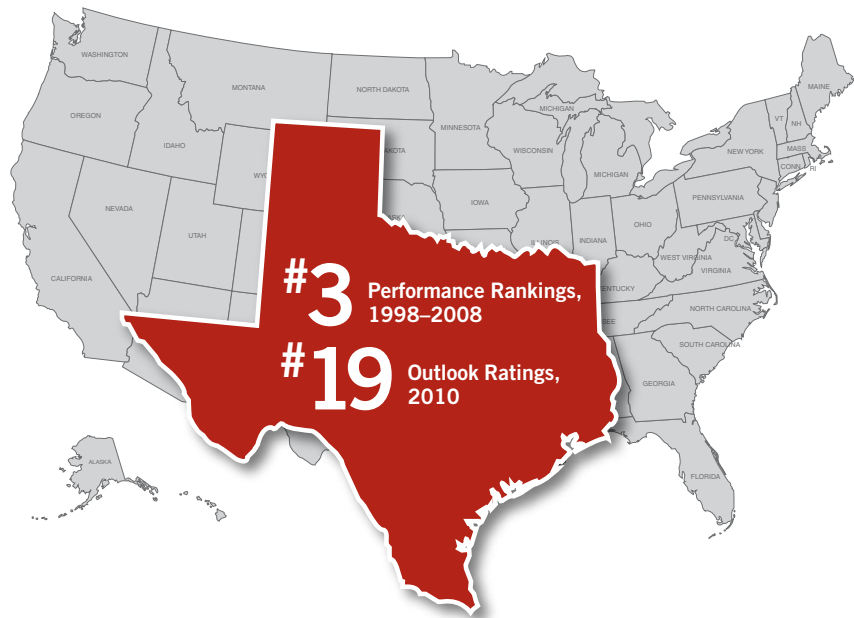 WASHINGTON
MONTANA
NORTH DAKOTA
MINNESOTA
MICHIGAN
MAINE
VT
NH
OREGON
IDAHO
WISCONSIN
MICHIGAN
NEW YORK
MASS
CONN
RI
IOWA
PENNSYLVANIA
NEVADA
UTAH
INDIANA
OHIO
DC
WEST VIRGINIA
VIRGINIA
CALIFORNIA
NORTH CAROLINA
SOUTH CAROLINA
GEORGIA
#3 Performance Rankings,
1998–2008
#19 Outlook Ratings,
2010
ALASKA
FLORIDA